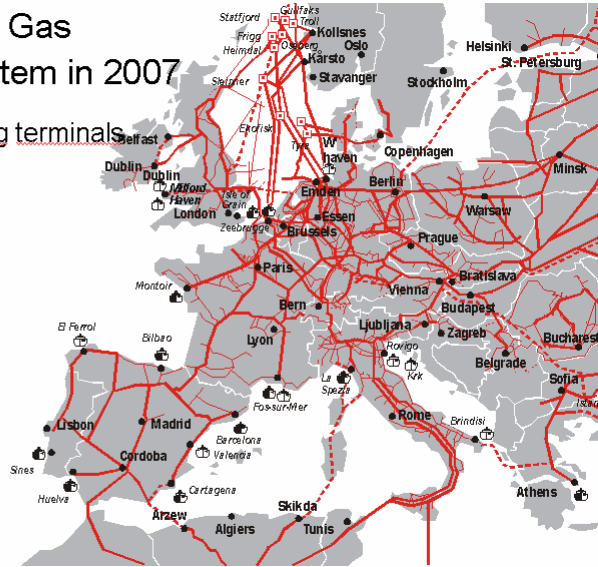 Gas
tem in 2007
g terminals
Statfjord
Gullfaks
Troll
Frigg
Oseberg
Heimdal
Kollsnes
Oslo
Karsto
Stavanger
Sleipner
Ekofisk
Tyra
Helsinki
St. Petersburg
Stockholm
Copenhagen
Belfast
Dublin
Dublin
Milford
Haven
Isle of
Grain
London
Zeebrugge
W
haven
Emden
Essen
Brussels
Berlin
Warsaw
Minsk
Prague
Paris
Montoir
Bern
Lyon
Vienna
Bratislava
Budapest
Ljubljana
Zagreb
Belgrade
Bucharest
El Ferrol
Bilbao
Rovigo
Krk
La
Spezia
Fos-sur-Mer
Sofia
Istan
Lisbon
Madrid
Barcelona
Valencia
Rome
Brindisi
Sines
Huelva
Cordoba
Cartagena
Athens
Arzew
Algiers
Skikda
Tunis